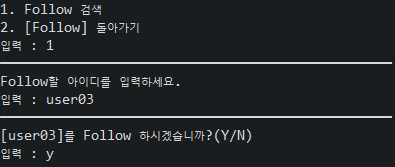 1. Follow 검색
2. [Follow] 돌아가기
입력 : 1
Follow할 아이디를 입력하세요.
입력 : user03
[user03]를 Follow 하시겠습니까?(Y/N)
입력 : y